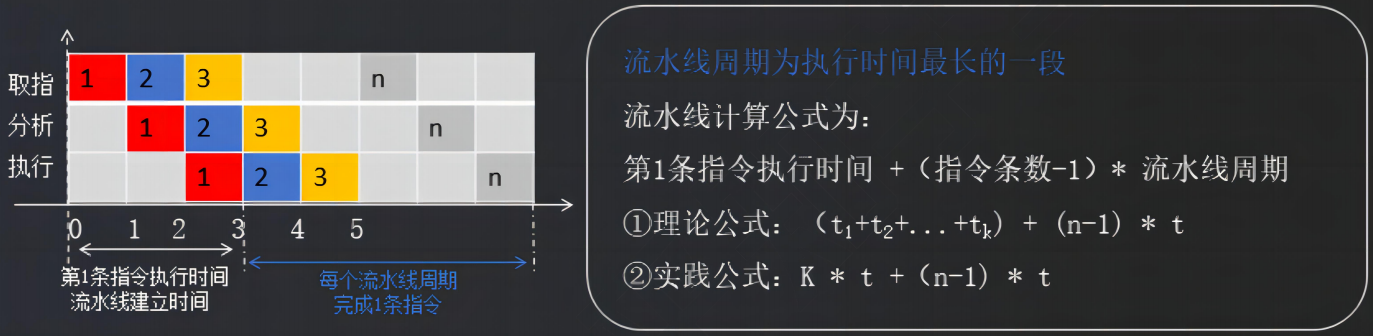 取指 1 2 3 n
分析 1 2 3 n
执行 1 2 3 n
0 1 2 3 4 5
第1条指令执行时间
流水线建立时间
每个流水线周期
完成1条指令
流水线周期为执行时间最长的一段
流水线计算公式为：
第1条指令执行时间 +（指令条数-1）* 流水线周期
①理论公式：（t₁+t₂+...+tₖ) + (n-1) * t
②实践公式：K * t +（n-1) * t